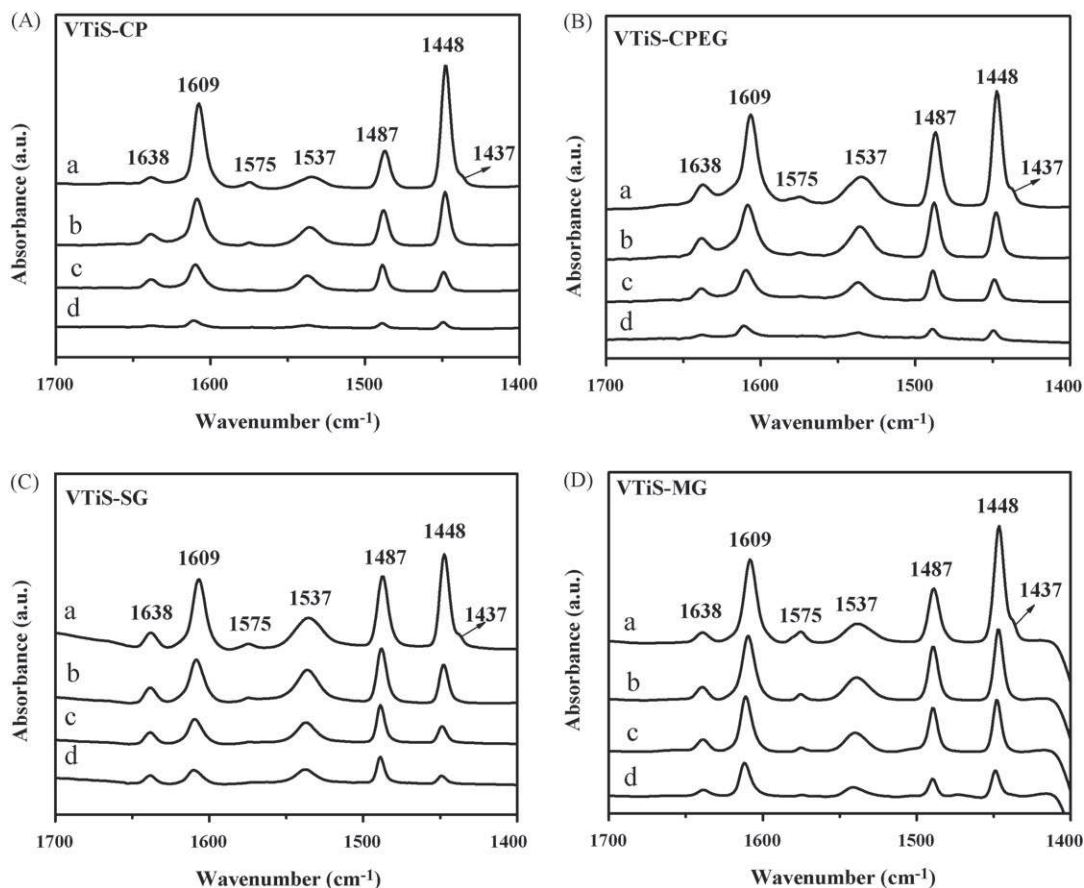 (A)
VTiS-CP
1448
1609
1487
1638
1575
1537
1437
a
b
c
d
Absorbance (a.u.)
1700
1600
1500
1400
Wavenumber (cm-1)
(B)
VTiS-CPEG
1448
1609
1487
1638
1575
1537
1437
a
b
c
d
Absorbance (a.u.)
1700
1600
1500
1400
Wavenumber (cm-1)
(C)
VTiS-SG
1448
1609
1487
1638
1575
1537
1437
a
b
c
d
Absorbance (a.u.)
1700
1600
1500
1400
Wavenumber (cm-1)
(D)
VTiS-MG
1448
1609
1487
1638
1575
1537
1437
a
b
c
d
Absorbance (a.u.)
1700
1600
1500
1400
Wavenumber (cm-1)